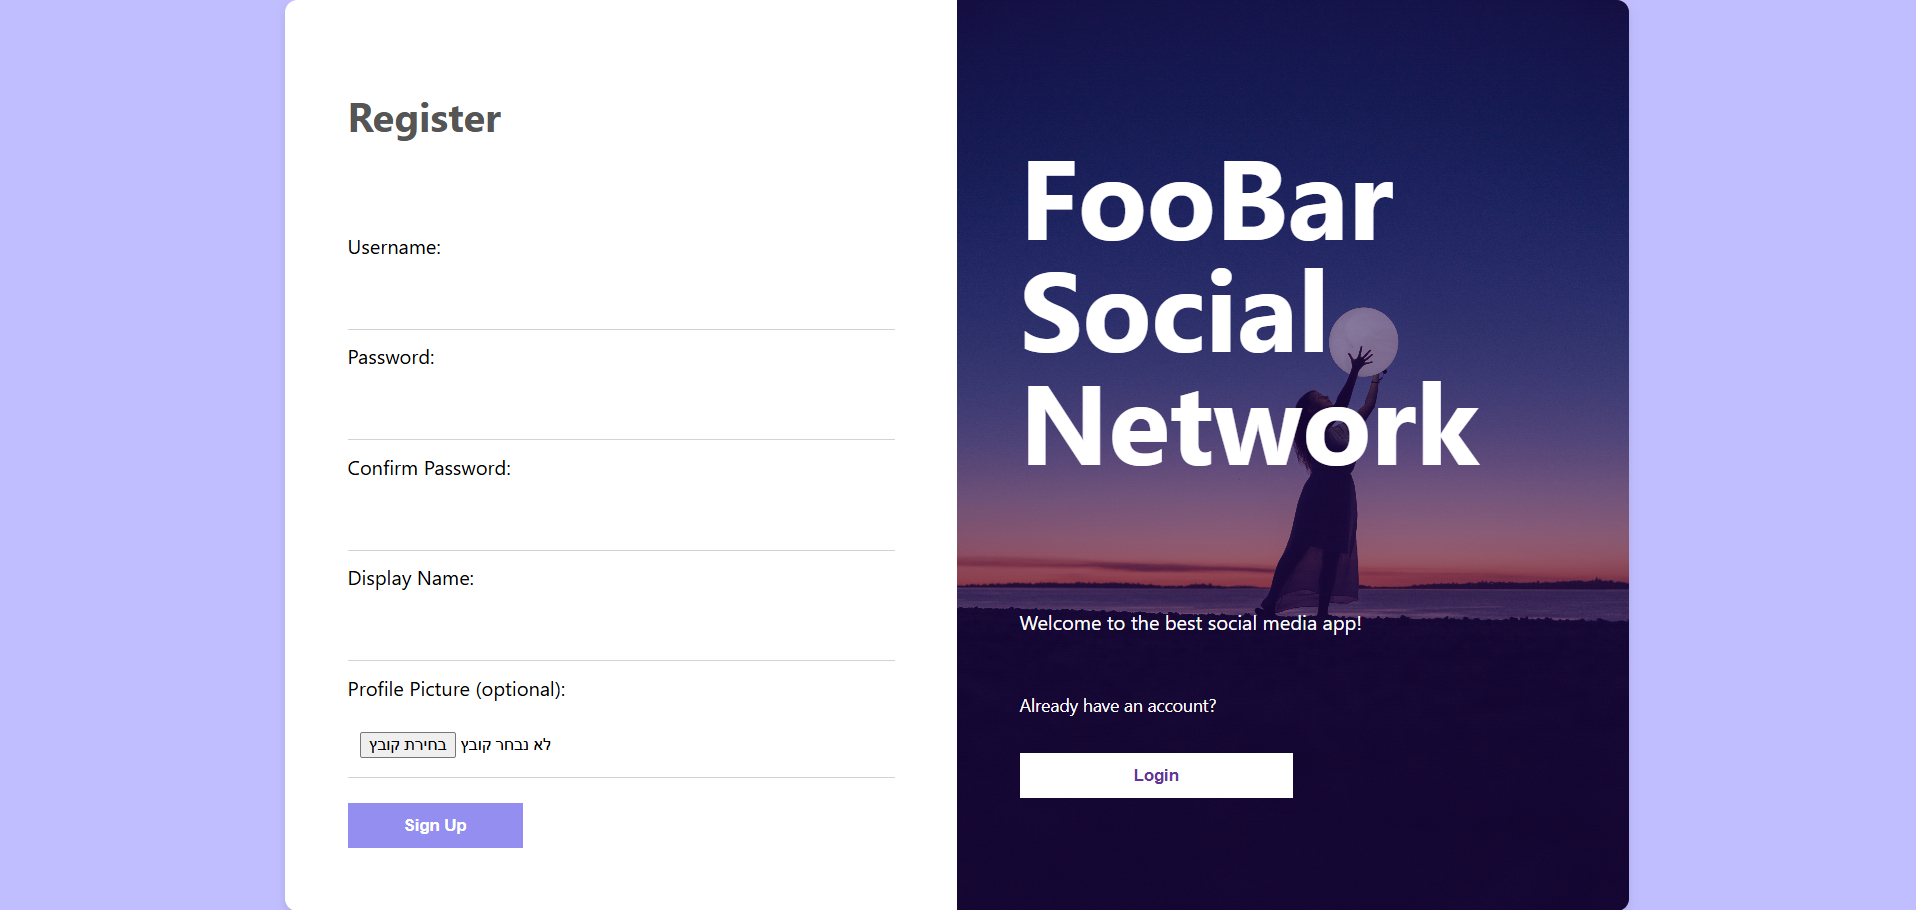 Register
Username:
Password:
Confirm Password:
Display Name:
Profile Picture (optional):
בחירת קובץ לא נבחר קובץ
Sign Up
FooBar
Social
Network
Welcome to the best social media app!
Already have an account?
Login